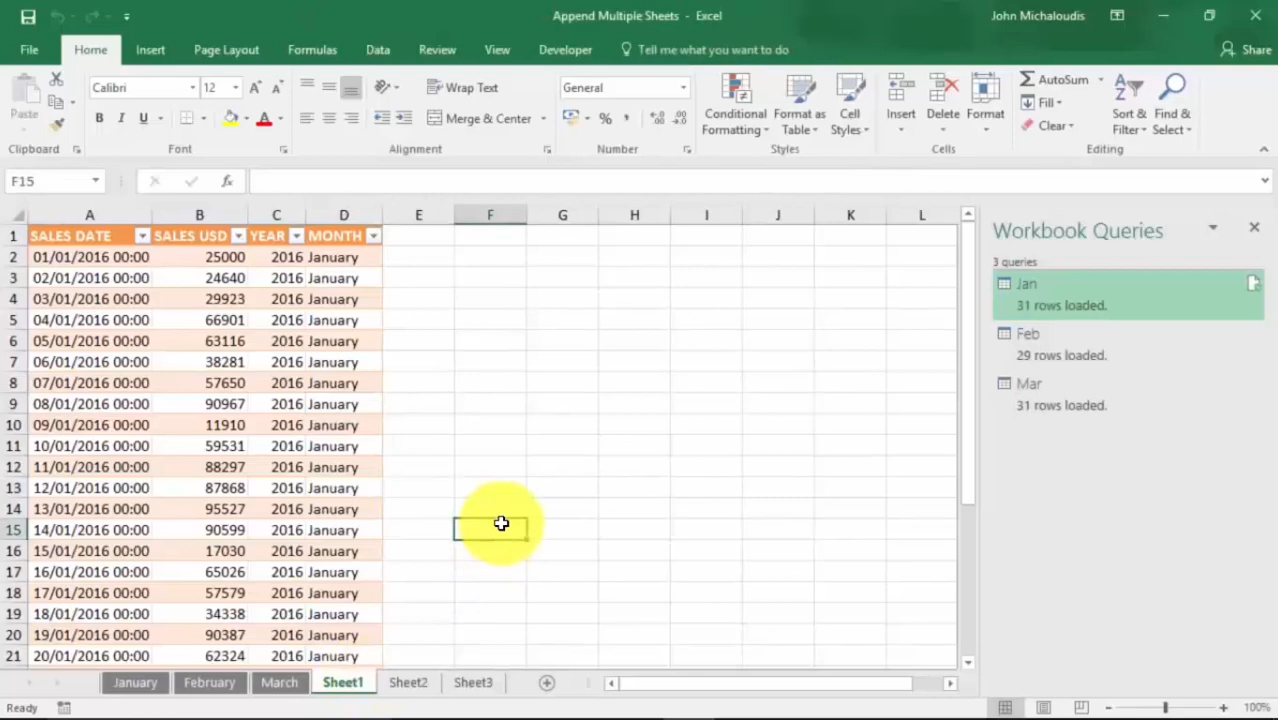 Append Multiple Sheets - Excel
John Michaloudis
File Home Insert Page Layout Formulas Data Review View Developer Tell me what you want to do Share
Paste
Clipboard
Calibri 12
B I U
Font
Wrap Text
Merge & Center
Alignment
General
Number
Conditional Formatting
Format as Table
Cell Styles
Styles
Insert Delete Format
Cells
AutoSum
Fill
Clear
Sort & Filter
Find & Select
Editing
F15
fx
A B C D E F G H I J K L
1 SALES DATE SALES USD YEAR MONTH
2 01/01/2016 00:00 25000 2016 January
3 02/01/2016 00:00 24640 2016 January
4 03/01/2016 00:00 29923 2016 January
5 04/01/2016 00:00 66901 2016 January
6 05/01/2016 00:00 63116 2016 January
7 06/01/2016 00:00 38281 2016 January
8 07/01/2016 00:00 57650 2016 January
9 08/01/2016 00:00 90967 2016 January
10 09/01/2016 00:00 11910 2016 January
11 10/01/2016 00:00 59531 2016 January
12 11/01/2016 00:00 88297 2016 January
13 12/01/2016 00:00 87868 2016 January
14 13/01/2016 00:00 95527 2016 January
15 14/01/2016 00:00 90599 2016 January
16 15/01/2016 00:00 17030 2016 January
17 16/01/2016 00:00 65026 2016 January
18 17/01/2016 00:00 57579 2016 January
19 18/01/2016 00:00 34338 2016 January
20 19/01/2016 00:00 90387 2016 January
21 20/01/2016 00:00 62324 2016 January
Workbook Queries
3 queries
Jan
31 rows loaded.
Feb
29 rows loaded.
Mar
31 rows loaded.
January February March Sheet1 Sheet2 Sheet3
Ready
100%